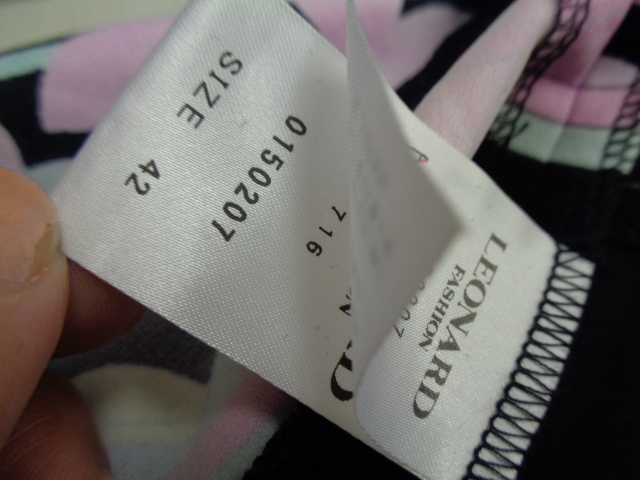 LEONARD
FASHION
716
0150207
SIZE 42